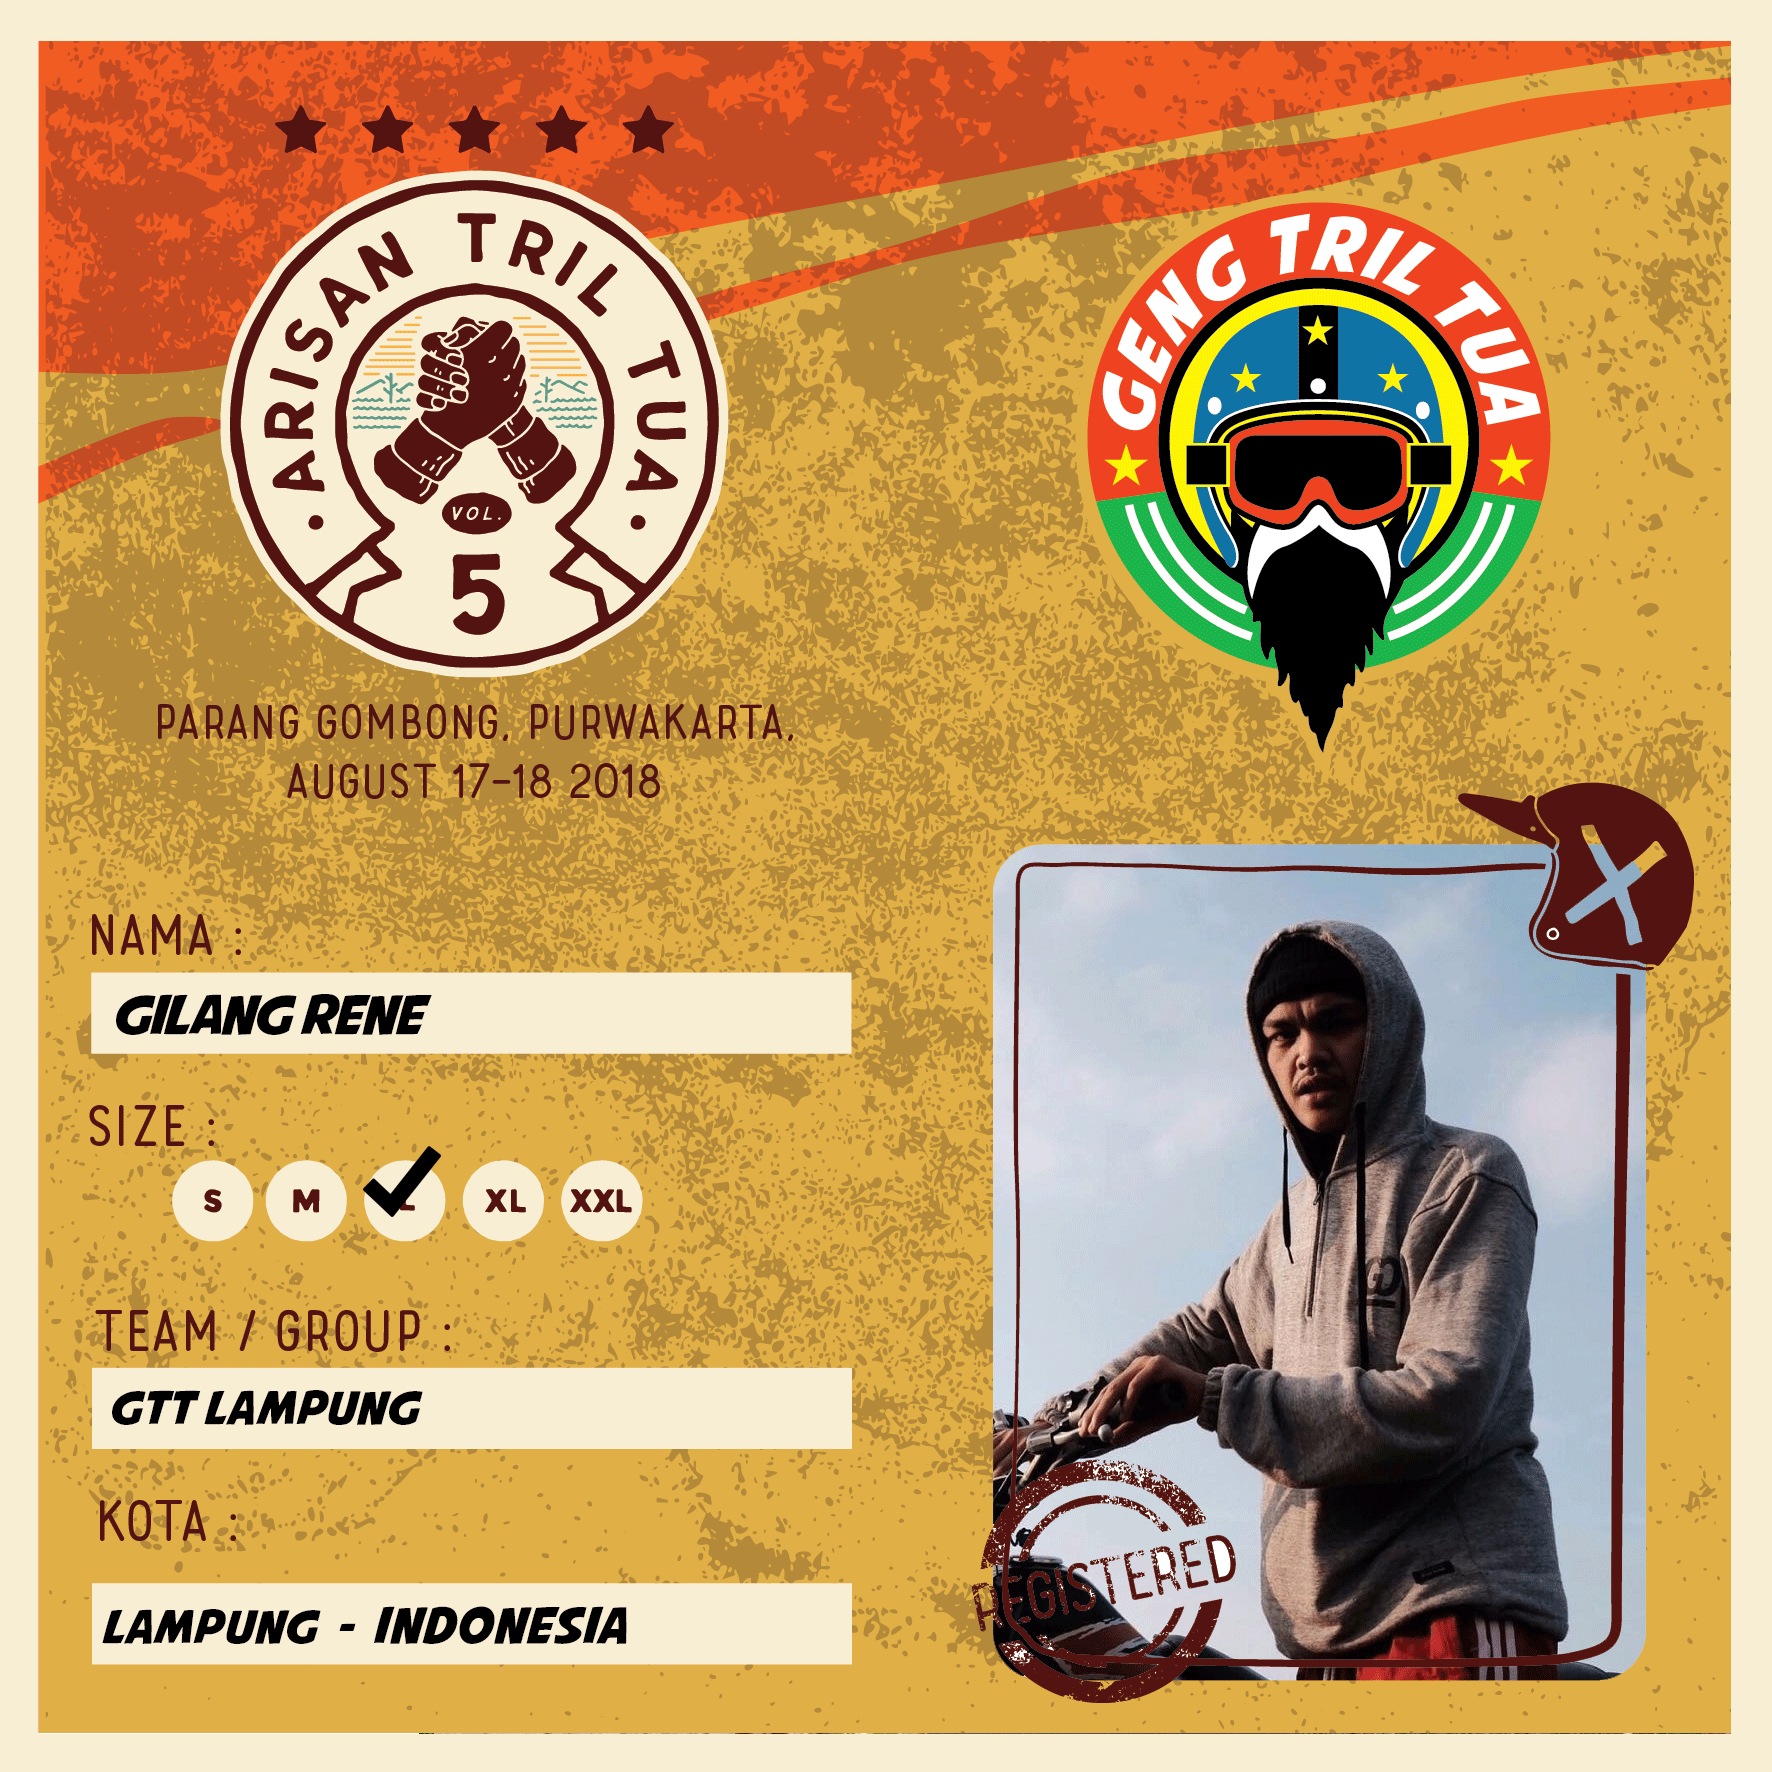 ARISAN TRIL TUA
VOL.
5
GENG TRIL TUA
PARANG GOMBONG, PURWAKARTA,
AUGUST 17-18 2018
NAMA :
GILANG RENE
SIZE :
S M L XL XXL
TEAM / GROUP :
GTT LAMPUNG
KOTA :
LAMPUNG - INDONESIA
REGISTERED